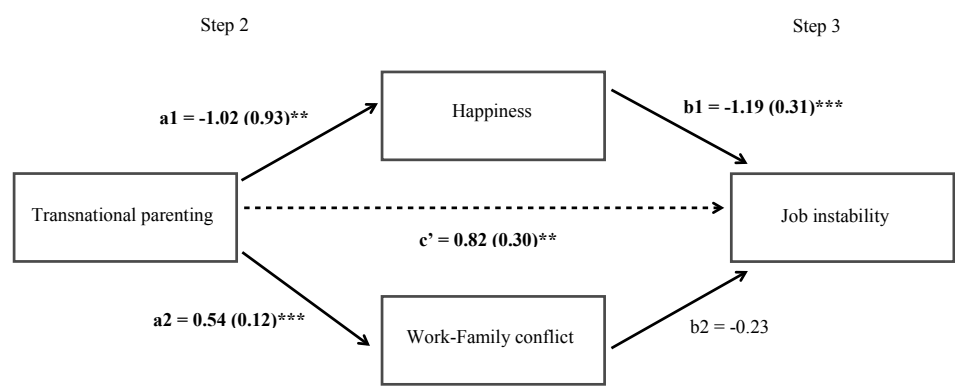 Step 2
Step 3
Happiness
a1 = -1.02 (0.93)**
b1 = -1.19 (0.31)***
Transnational parenting
Job instability
c’ = 0.82 (0.30)**
a2 = 0.54 (0.12)***
Work-Family conflict
b2 = -0.23